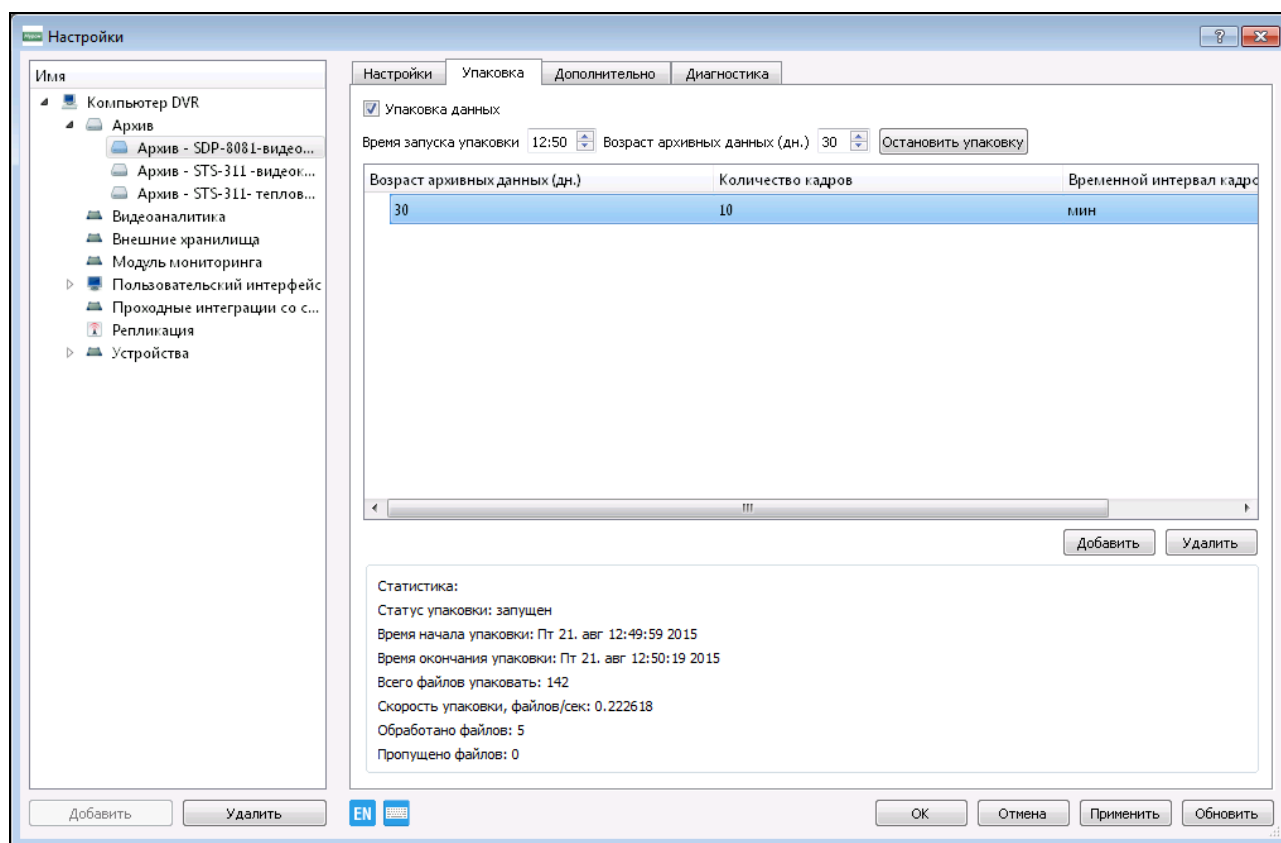 Настройки
Имя
Компьютер DVR
Архив
Архив - SDP-8081-видео...
Архив - STS-311 -видеок...
Архив - STS-311- теплов...
Видеоаналитика
Внешние хранилища
Модуль мониторинга
Пользовательский интерфейс
Проходные интеграции со с...
Репликация
Устройства
Добавить Удалить
Настройки Упаковка Дополнительно Диагностика
Упаковка данных
Время запуска упаковки 12:50 Возраст архивных данных (дн.) 30 Остановить упаковку
Возраст архивных данных (дн.) Количество кадров Временной интервал кадрс
30 10 мин
Добавить Удалить
Статистика:
Статус упаковки: запущен
Время начала упаковки: Пт 21. авг 12:49:59 2015
Время окончания упаковки: Пт 21. авг 12:50:19 2015
Всего файлов упаковать: 142
Скорость упаковки, файлов/сек: 0.222618
Обработано файлов: 5
Пропущено файлов: 0
EN
ОК Отмена Применить Обновить